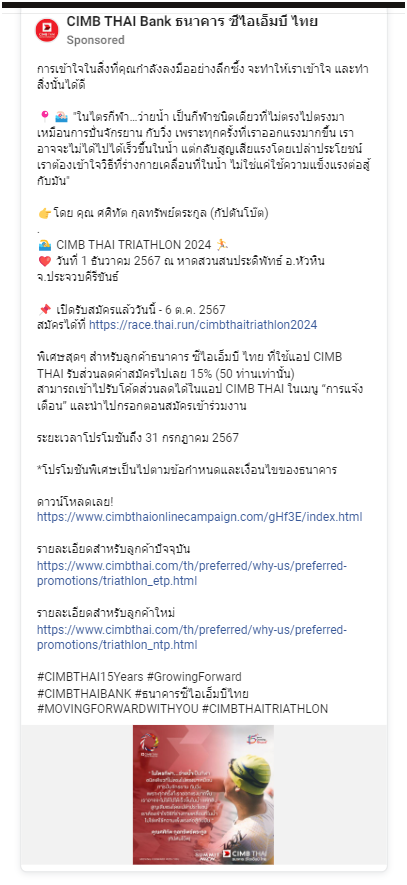 CIMB THAI Bank ธนาคาร ซีไอเอ็มบี ไทย
Sponsored
การเข้าใจในสิ่งที่คุณกำลังลงมืออย่างลึกซึ้ง จะทำให้เราเข้าใจ และทำ
สิ่งนั้นได้ดี
"ในไตรกีฬา...ว่ายน้ำ เป็นกีฬาชนิดเดียวที่ไม่ตรงไปตรงมา
เหมือนการปั่นจักรยาน กับวิ่ง เพราะทุกครั้งที่เราออกแรงมากขึ้น เรา
อาจจะไม่ได้ไปได้เร็วขึ้นในน้ำ แต่กลับสูญเสียแรงโดยเปล่าประโยชน์
เราต้องเข้าใจวิธีที่ร่างกายเคลื่อนที่ในน้ำ ไม่ใช่แค่ใช้ความแข็งแรงต่อสู้
กับมัน"
👉โดย คุณ ศศิทัต กุลทรัพย์ตระกูล (กัปตันโบ๊ต)
.
🏊 CIMB THAI TRIATHLON 2024 🏃
❤️ วันที่ 1 ธันวาคม 2567 ณ หาดสวนสนประดิพัทธ์ อ.หัวหิน
จ.ประจวบคีรีขันธ์
📌 เปิดรับสมัครแล้ววันนี้ - 6 ต.ค. 2567
สมัครได้ที่ https://race.thai.run/cimbthaitriathlon2024
พิเศษสุดๆ สำหรับลูกค้าธนาคาร ซีไอเอ็มบี ไทย ที่ใช้แอป CIMB
THAI รับส่วนลดค่าสมัครไปเลย 15% (50 ท่านเท่านั้น)
สามารถเข้าไปรับโค้ดส่วนลดได้ในแอป CIMB THAI ในเมนู “การแจ้ง
เตือน” และนำไปกรอกตอนสมัครเข้าร่วมงาน
ระยะเวลาโปรโมชันถึง 31 กรกฎาคม 2567
*โปรโมชันพิเศษเป็นไปตามข้อกำหนดและเงื่อนไขของธนาคาร
ดาวน์โหลดเลย!
https://www.cimbthaionlinecampaign.com/gHf3E/index.html
รายละเอียดสำหรับลูกค้าปัจจุบัน
https://www.cimbthai.com/th/preferred/why-us/preferred-
promotions/triathlon_etp.html
รายละเอียดสำหรับลูกค้าใหม่
https://www.cimbthai.com/th/preferred/why-us/preferred-
promotions/triathlon_ntp.html
#CIMBTHAI15Years #GrowingForward
#CIMBTHAIBANK #ธนาคารซีไอเอ็มบีไทย
#MOVINGFORWARDWITHYOU #CIMBTHAITRIATHLON
CIMB THAI